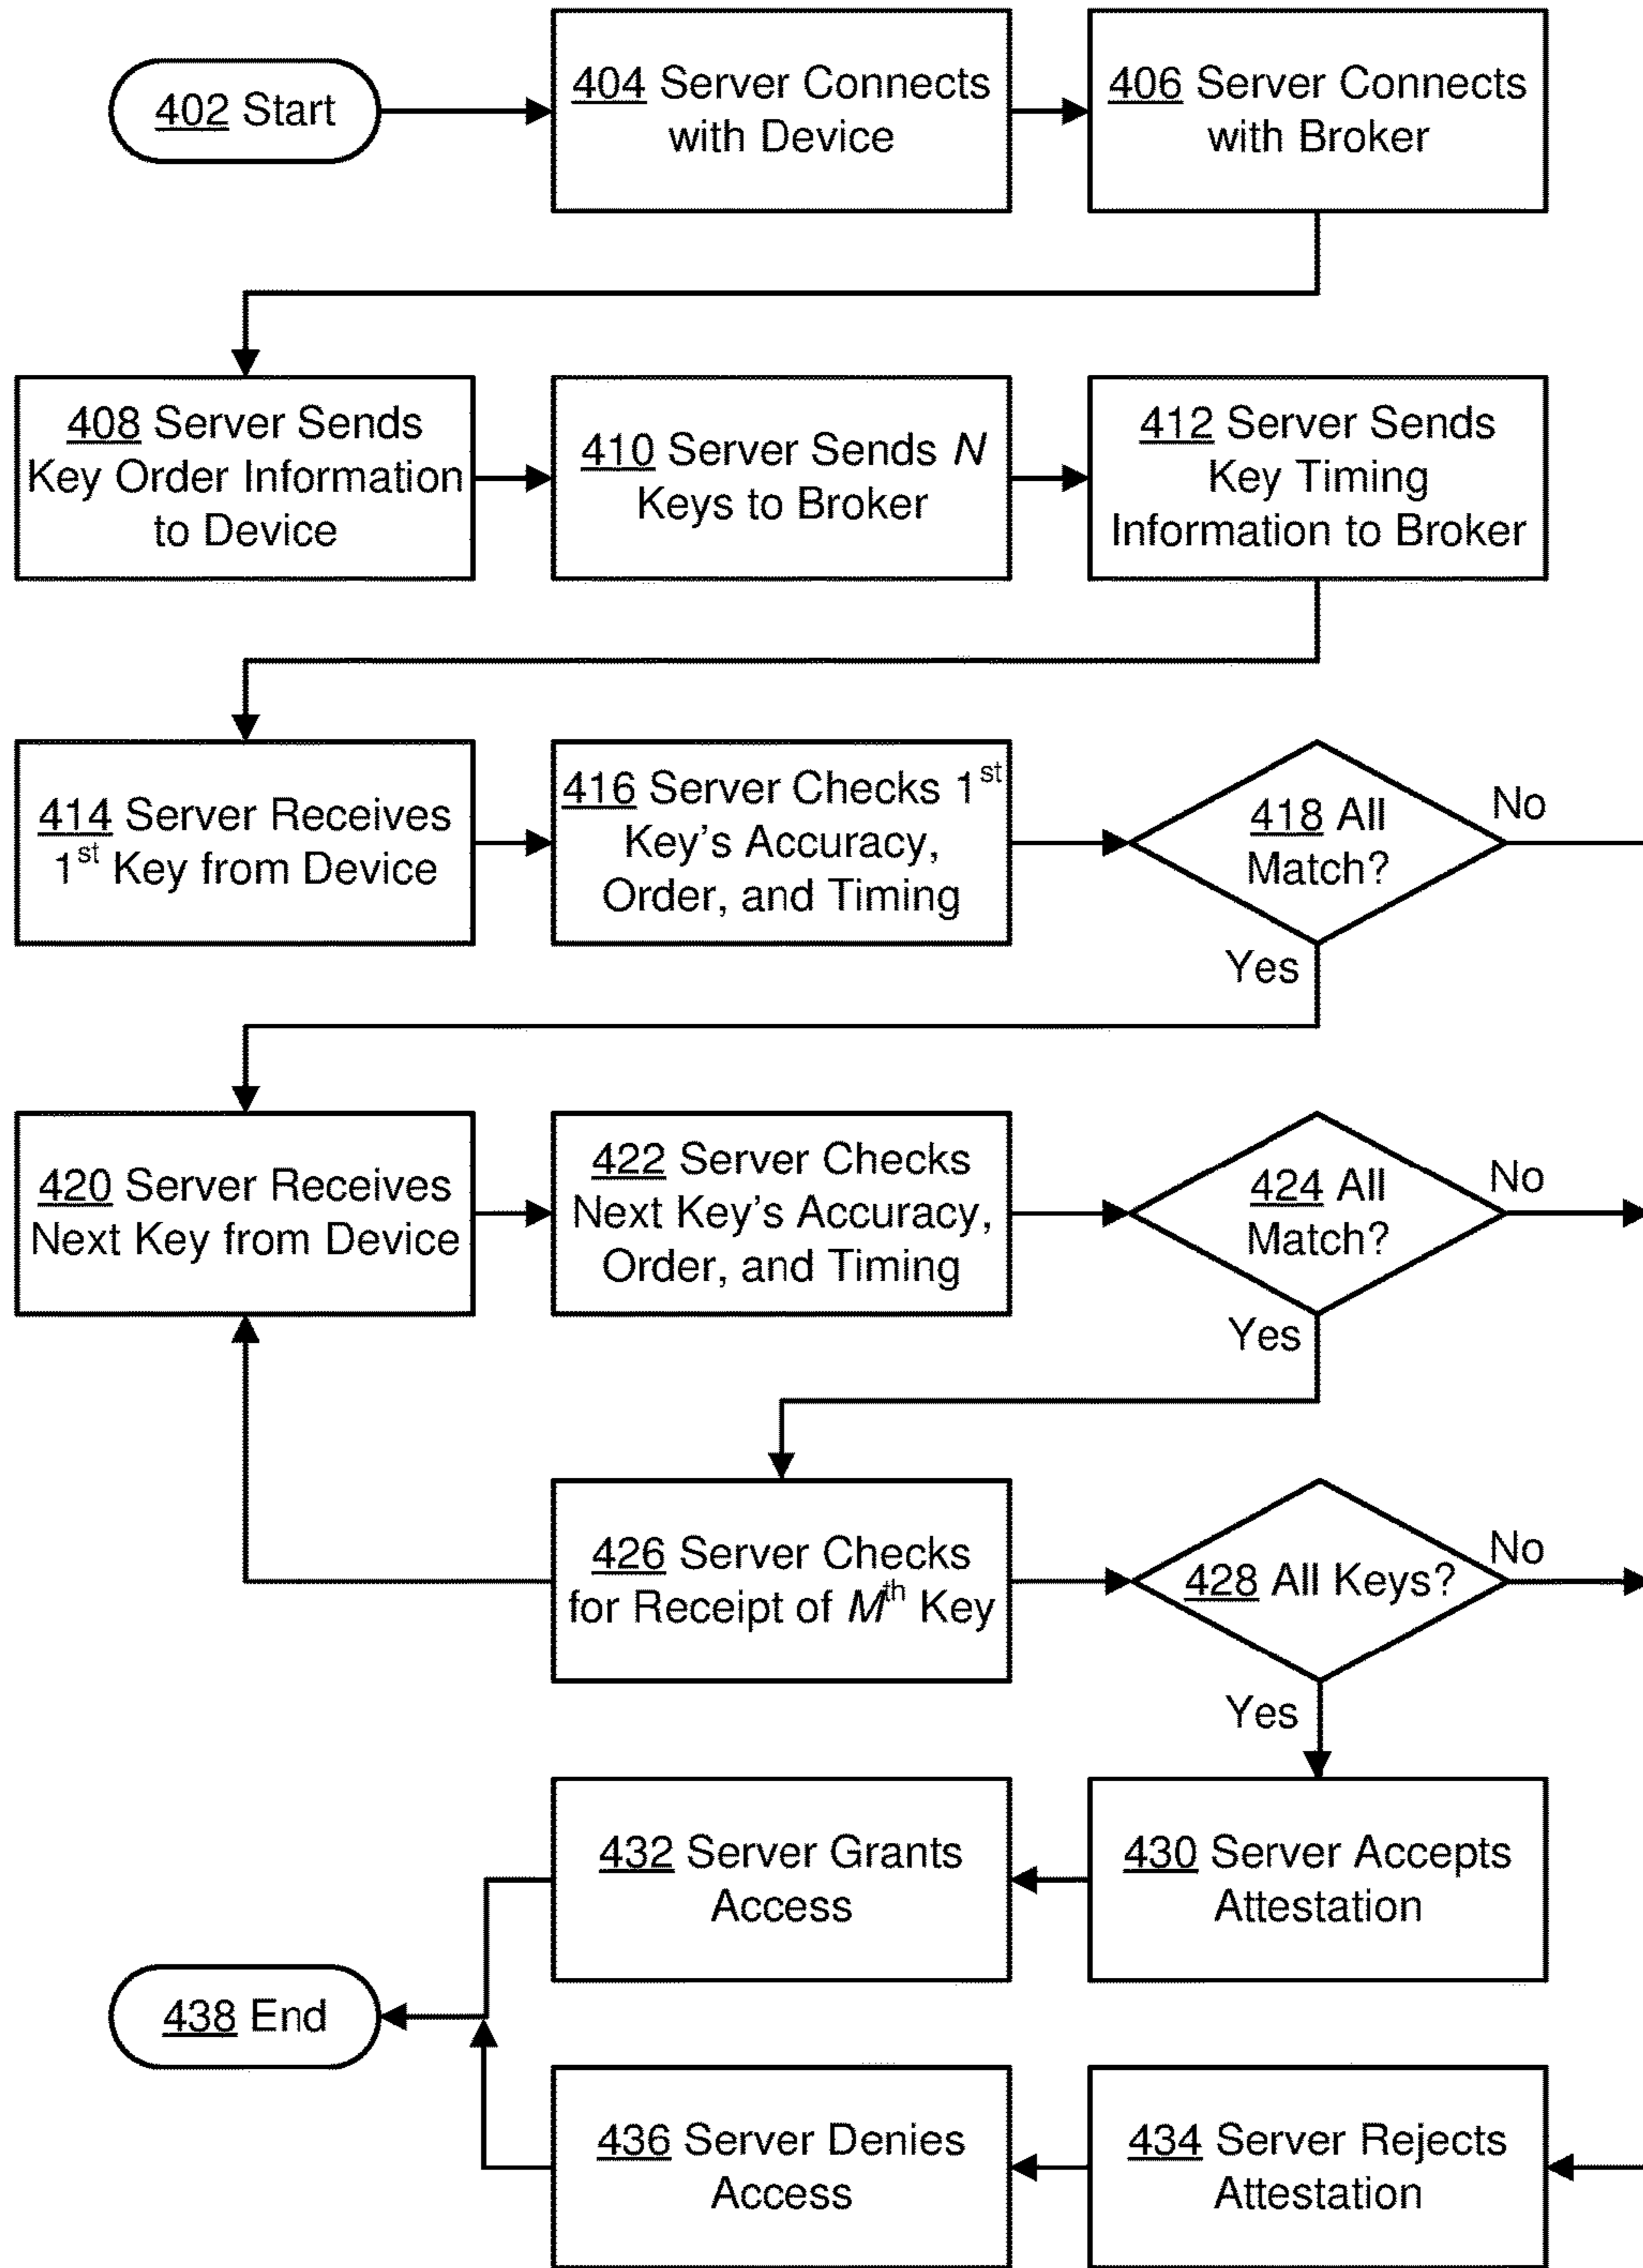 402 Start
404 Server Connects
with Device
406 Server Connects
with Broker
408 Server Sends
Key Order Information
to Device
410 Server Sends N
Keys to Broker
412 Server Sends
Key Timing
Information to Broker
414 Server Receives
1st Key from Device
416 Server Checks 1st
Key's Accuracy,
Order, and Timing
418 All
Match?
No
Yes
420 Server Receives
Next Key from Device
422 Server Checks
Next Key's Accuracy,
Order, and Timing
424 All
Match?
No
Yes
426 Server Checks
for Receipt of Mth Key
428 All Keys?
No
Yes
432 Server Grants
Access
430 Server Accepts
Attestation
438 End
436 Server Denies
Access
434 Server Rejects
Attestation